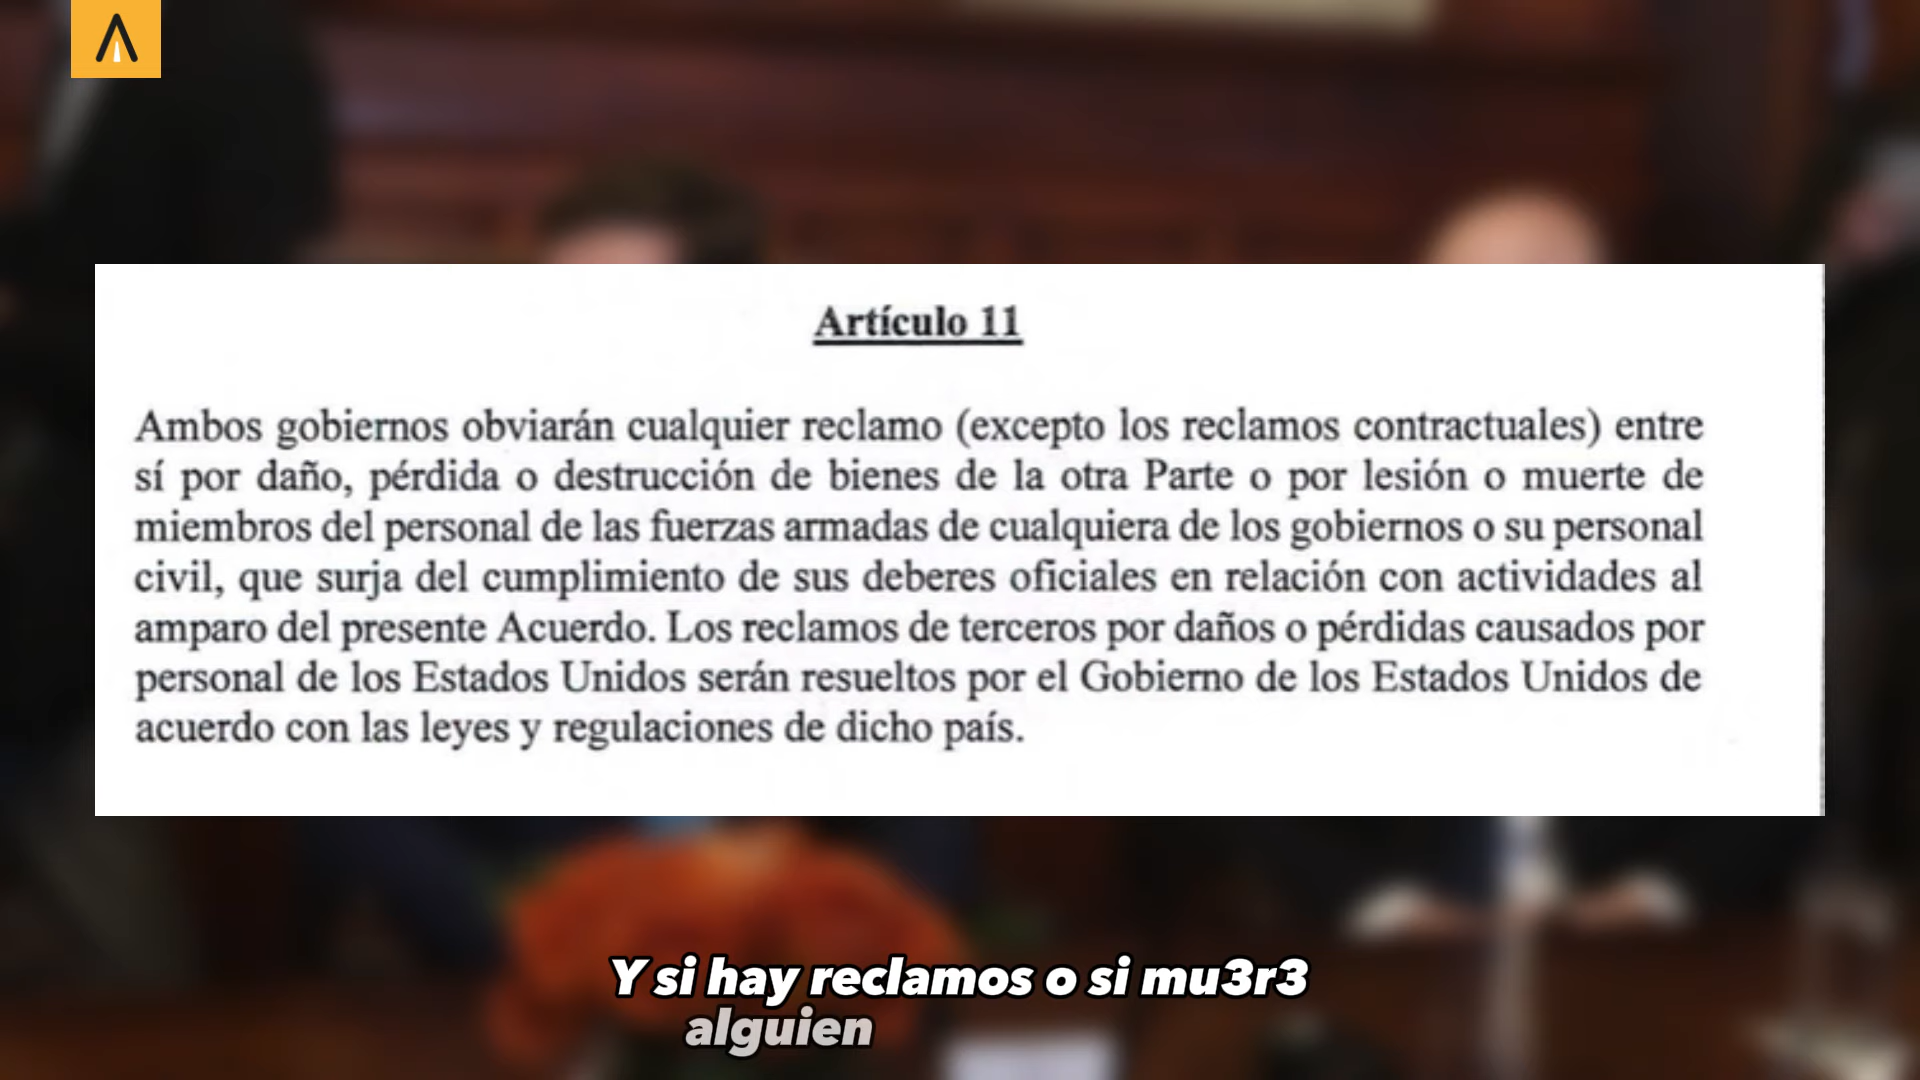 Artículo 11
Ambos gobiernos obviarán cualquier reclamo (excepto los reclamos contractuales) entre
sí por daño, pérdida o destrucción de bienes de la otra Parte o por lesión o muerte de
miembros del personal de las fuerzas armadas de cualquiera de los gobiernos o su personal
civil, que surja del cumplimiento de sus deberes oficiales en relación con actividades al
amparo del presente Acuerdo. Los reclamos de terceros por daños o pérdidas causados por
personal de los Estados Unidos serán resueltos por el Gobierno de los Estados Unidos de
acuerdo con las leyes y regulaciones de dicho país.
Y si hay reclamos o si mu3r3
alguien